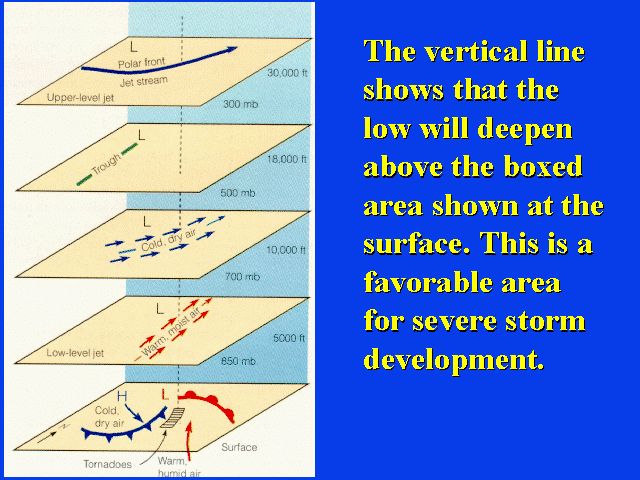 L
Polar front
Jet stream
30,000 ft
Upper-level jet
300 mb
L
Trough
18,000 ft
500 mb
L
Cold, dry air
10,000 ft
700 mb
L
Warm, moist air
5000 ft
Low-level jet
850 mb
H
L
Cold,
dry air
N
Surface
Tornadoes
Warm,
humid air
The vertical line
shows that the
low will deepen
above the boxed
area shown at the
surface. This is a
favorable area
for severe storm
development.